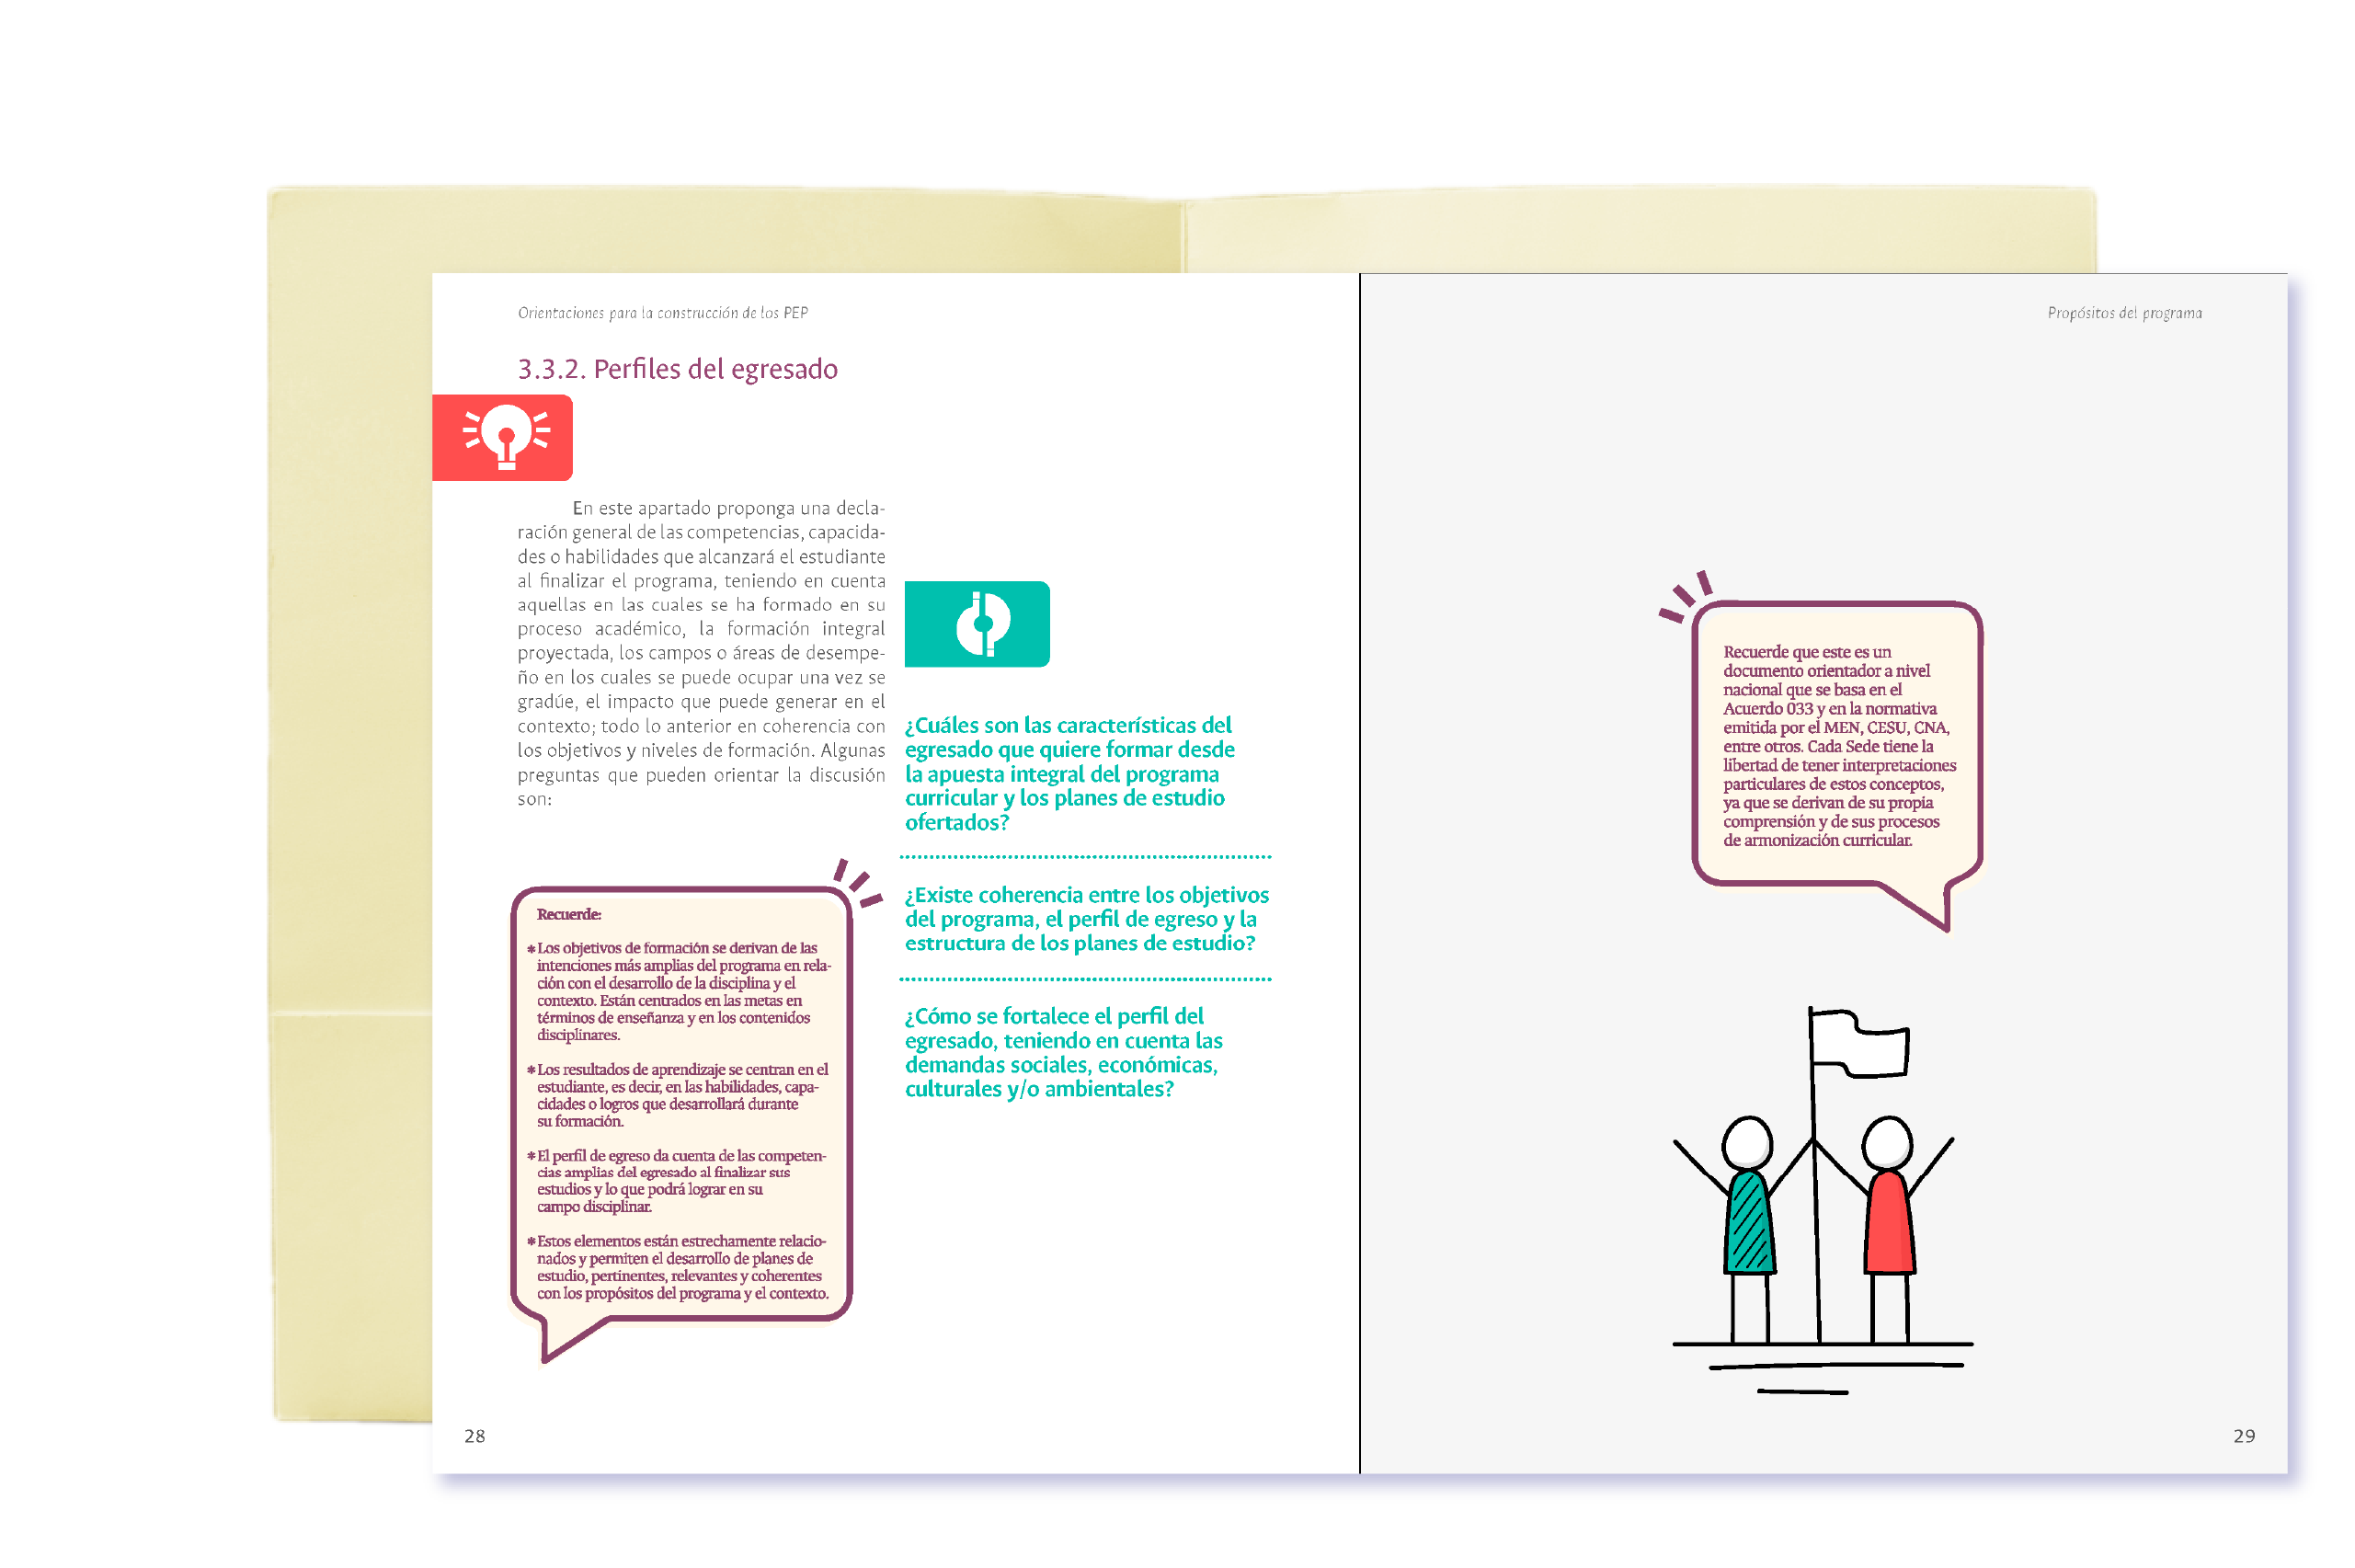 Orientaciones para la construcción de los PEP
3.3.2. Perfiles del egresado
En este apartado proponga una decla-
ración general de las competencias, capacida-
des o habilidades que alcanzará el estudiante
al finalizar el programa, teniendo en cuenta
aquellas en las cuales se ha formado en su
proceso académico, la formación integral
proyectada, los campos o áreas de desempe-
ño en los cuales se puede ocupar una vez se
gradúe, el impacto que puede generar en el
contexto; todo lo anterior en coherencia con
los objetivos y niveles de formación. Algunas
preguntas que pueden orientar la discusión
son:
Recuerde:
*Los objetivos de formación se derivan de las
intenciones más amplias del programa en rela-
ción con el desarrollo de la disciplina y el
contexto. Están centrados en las metas en
términos de enseñanza y en los contenidos
disciplinares.
*Los resultados de aprendizaje se centran en el
estudiante, es decir, en las habilidades, capa-
cidades o logros que desarrollará durante
su formación.
*El perfil de egreso da cuenta de las competen-
cias amplias del egresado al finalizar sus
estudios y lo que podrá lograr en su
campo disciplinar.
*Estos elementos están estrechamente relacio-
nados y permiten el desarrollo de planes de
estudio, pertinentes, relevantes y coherentes
con los propósitos del programa y el contexto.
¿Cuáles son las características del
egresado que quiere formar desde
la apuesta integral del programa
curricular y los planes de estudio
ofertados?
¿Existe coherencia entre los objetivos
del programa, el perfil de egreso y la
estructura de los planes de estudio?
¿Cómo se fortalece el perfil del
egresado, teniendo en cuenta las
demandas sociales, económicas,
culturales y/o ambientales?
28
Propósitos del programa
Recuerde que este es un
documento orientador a nivel
nacional que se basa en el
Acuerdo 033 y en la normativa
emitida por el MEN, CESU, CNA,
entre otros. Cada Sede tiene la
libertad de tener interpretaciones
particulares de estos conceptos,
ya que se derivan de su propia
comprensión y de sus procesos
de armonización curricular.
29